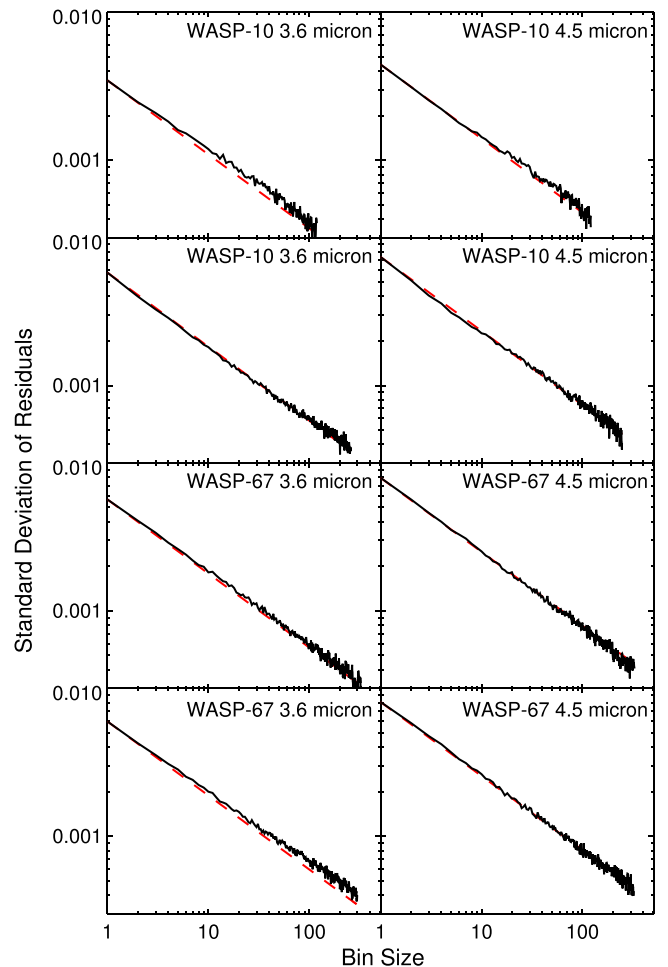 0.010
WASP-10 3.6 micron
WASP-10 4.5 micron
0.001
0.010
WASP-10 3.6 micron
WASP-10 4.5 micron
0.001
0.010
WASP-67 3.6 micron
WASP-67 4.5 micron
0.001
0.010
WASP-67 3.6 micron
WASP-67 4.5 micron
0.001
Standard Deviation of Residuals
1 10 100 1 10 100
Bin Size